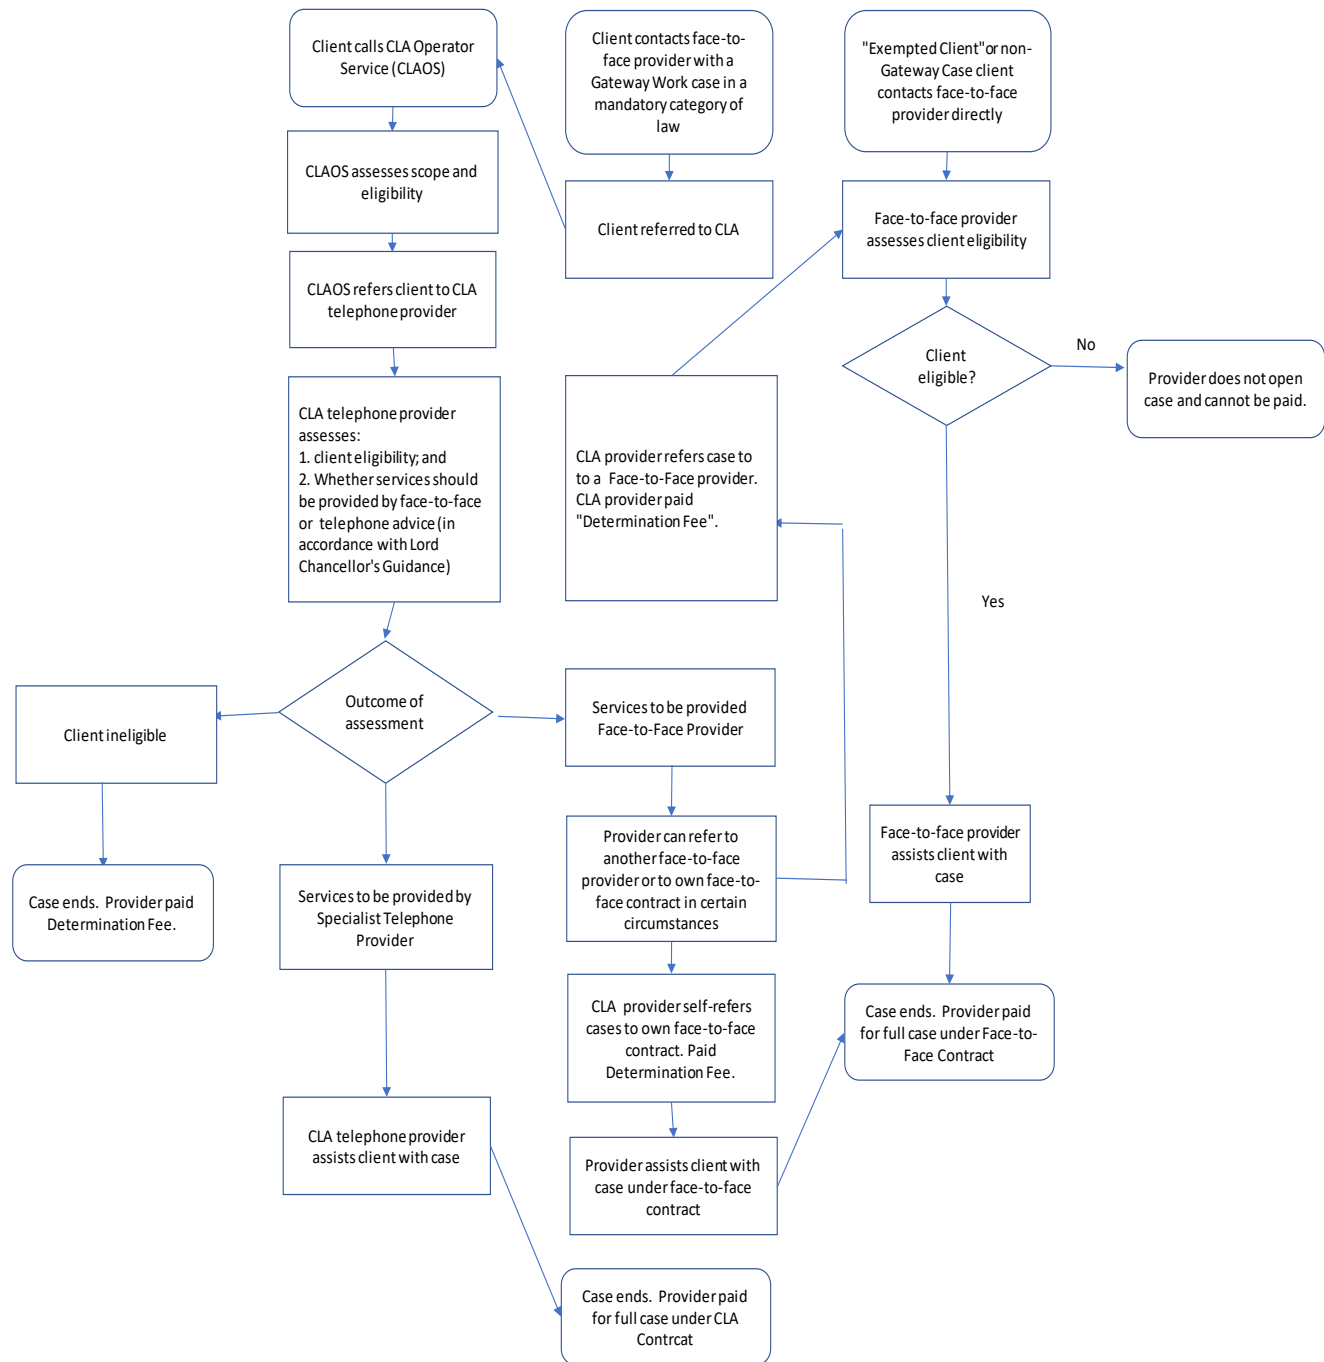 Client calls CLA Operator
Service (CLAOS)
Client contacts face-to-
face provider with a
Gateway Work case in a
mandatory category of
law
"Exempted Client" or non-
Gateway Case client
contacts face-to-face
provider directly
CLAOS assesses scope and
eligibility
Client referred to CLA
Face-to-face provider
assesses client eligibility
CLAOS refers client to CLA
telephone provider
Client
eligible?
No
Provider does not open
case and cannot be paid.
CLA telephone provider
assesses:
1. client eligibility; and
2. Whether services should
be provided by face-to-face
or telephone advice (in
accordance with Lord
Chancellor's Guidance)
CLA provider refers case to
to a Face-to-Face provider.
CLA provider paid
"Determination Fee".
Yes
Outcome of
assessment
Client ineligible
Services to be provided
Face-to-Face Provider
Case ends. Provider paid
Determination Fee.
Services to be provided by
Specialist Telephone
Provider
Provider can refer to
another face-to-face
provider or to own face-to-
face contract in certain
circumstances
Face-to-face provider
assists client with
case
CLA provider self-refers
cases to own face-to-face
contract. Paid
Determination Fee.
Case ends. Provider paid
for full case under Face-to-
Face Contract
CLA telephone provider
assists client with case
Provider assists client with
case under face-to-face
contract
Case ends. Provider paid
for full case under CLA
Contrcat